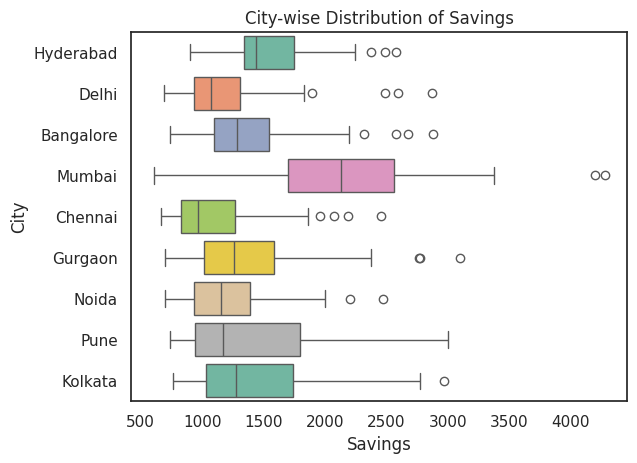 City-wise Distribution of Savings
City
Hyderabad
Delhi
Bangalore
Mumbai
Chennai
Gurgaon
Noida
Pune
Kolkata
500 1000 1500 2000 2500 3000 3500 4000
Savings